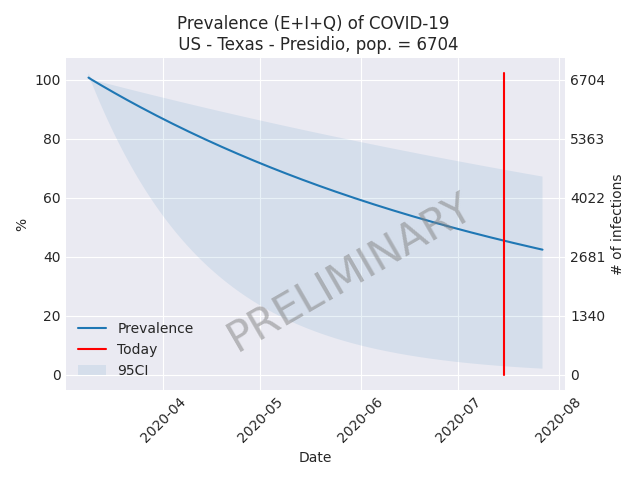 Prevalence (E+I+Q) of COVID-19
US - Texas - Presidio, pop. = 6704
100
80
60
40
20
0
%
6704
5363
4022
2681
1340
0
# of infections
PRELIMINARY
Prevalence
Today
95CI
2020-04
2020-05
2020-06
2020-07
2020-08
Date